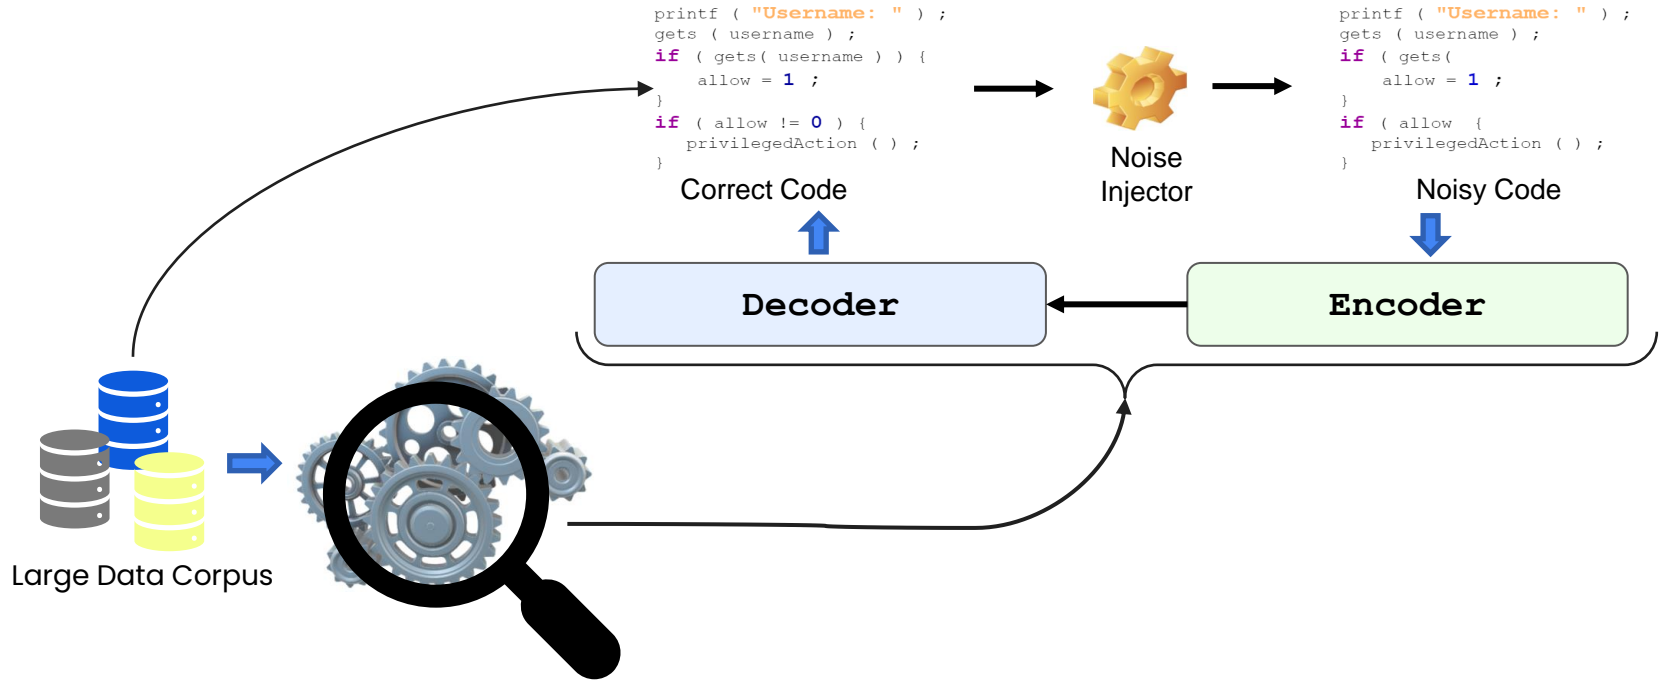 printf ( "Username: " ) ;
gets ( username ) ;
if ( gets( username ) ) {
allow = 1 ;
}
if ( allow != 0 ) {
privilegedAction ( ) ;
}
Correct Code
Noise
Injector
printf ( "Username: " ) ;
gets ( username ) ;
if ( gets(
allow = 1 ;
}
if ( allow {
privilegedAction ( ) ;
}
Noisy Code
Decoder
Encoder
Large Data Corpus